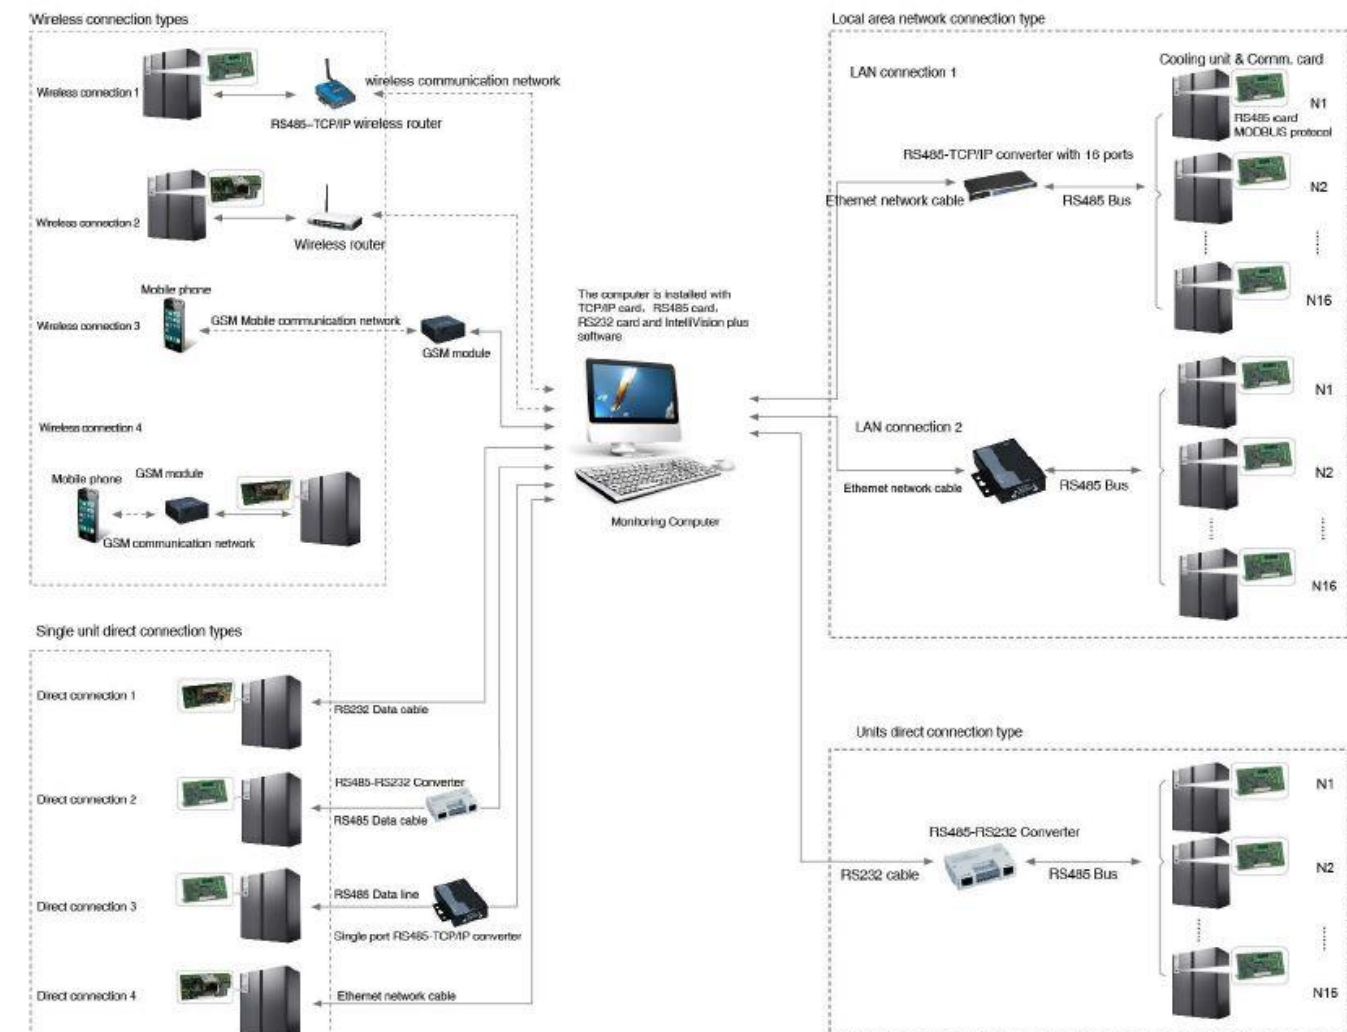 Wireless connection types
Wireless connection 1
wireless communication network
RS485-TCP/IP wireless router
Wireless connection 2
Wireless router
Mobile phone
Wireless connection 3
GSM Mobile communication network
GSM module
Wireless connection 4
Mobile phone
GSM module
GSM communication network
Single unit direct connection types
Direct connection 1
RS232 Data cable
Direct connection 2
RS485-RS232 Converter
RS485 Data cable
Direct connection 3
RS485 Data line
Single port RS485-TCP/IP converter
Direct connection 4
Ethernet network cable
The computer is installed with
TCP/IP card, RS485 card,
RS232 card and IntelliVision plus
software
Monitoring Computer
Local area network connection type
LAN connection 1
Cooling unit & Comm. card
N1
RS485 card
MODBUS protocol
RS485-TCP/IP converter with 16 ports
Ethernet network cable
RS485 Bus
N2
N16
LAN connection 2
Ethernet network cable
RS485 Bus
N1
N2
N16
Units direct connection type
RS485-RS232 Converter
RS232 cable
RS485 Bus
N1
N2
N15